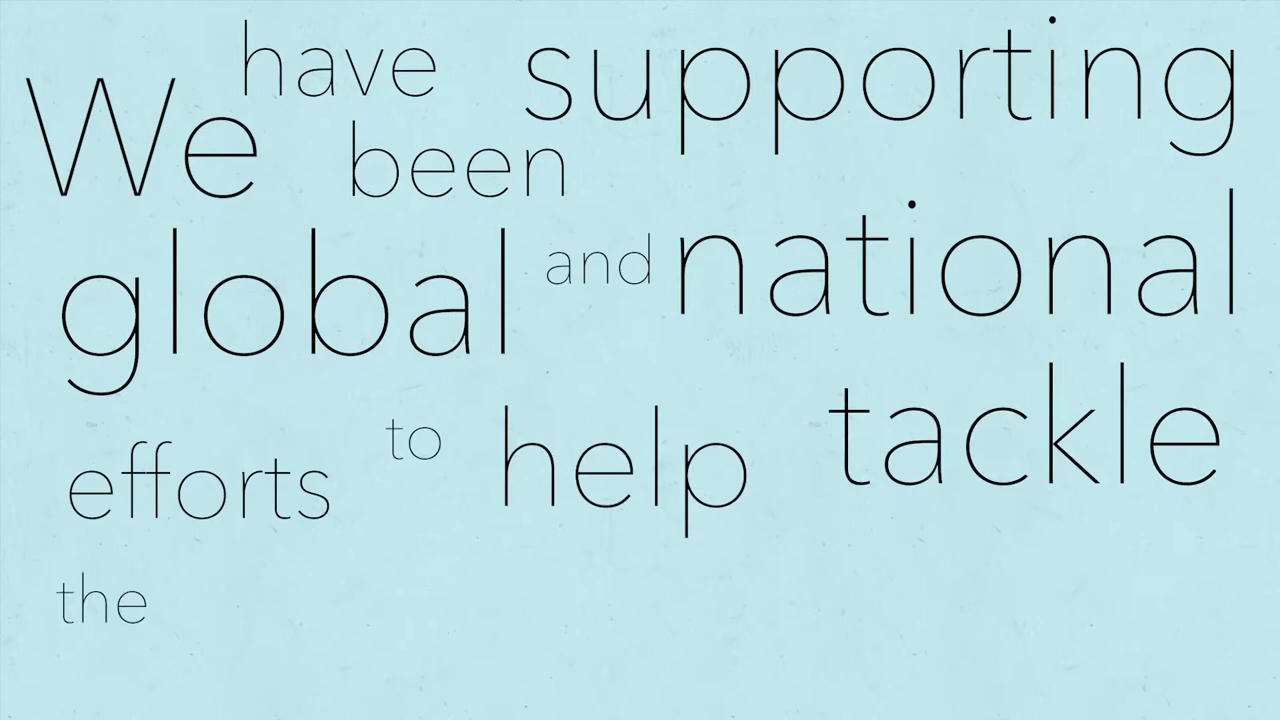 We have been supporting
global and national
efforts to help tackle
the